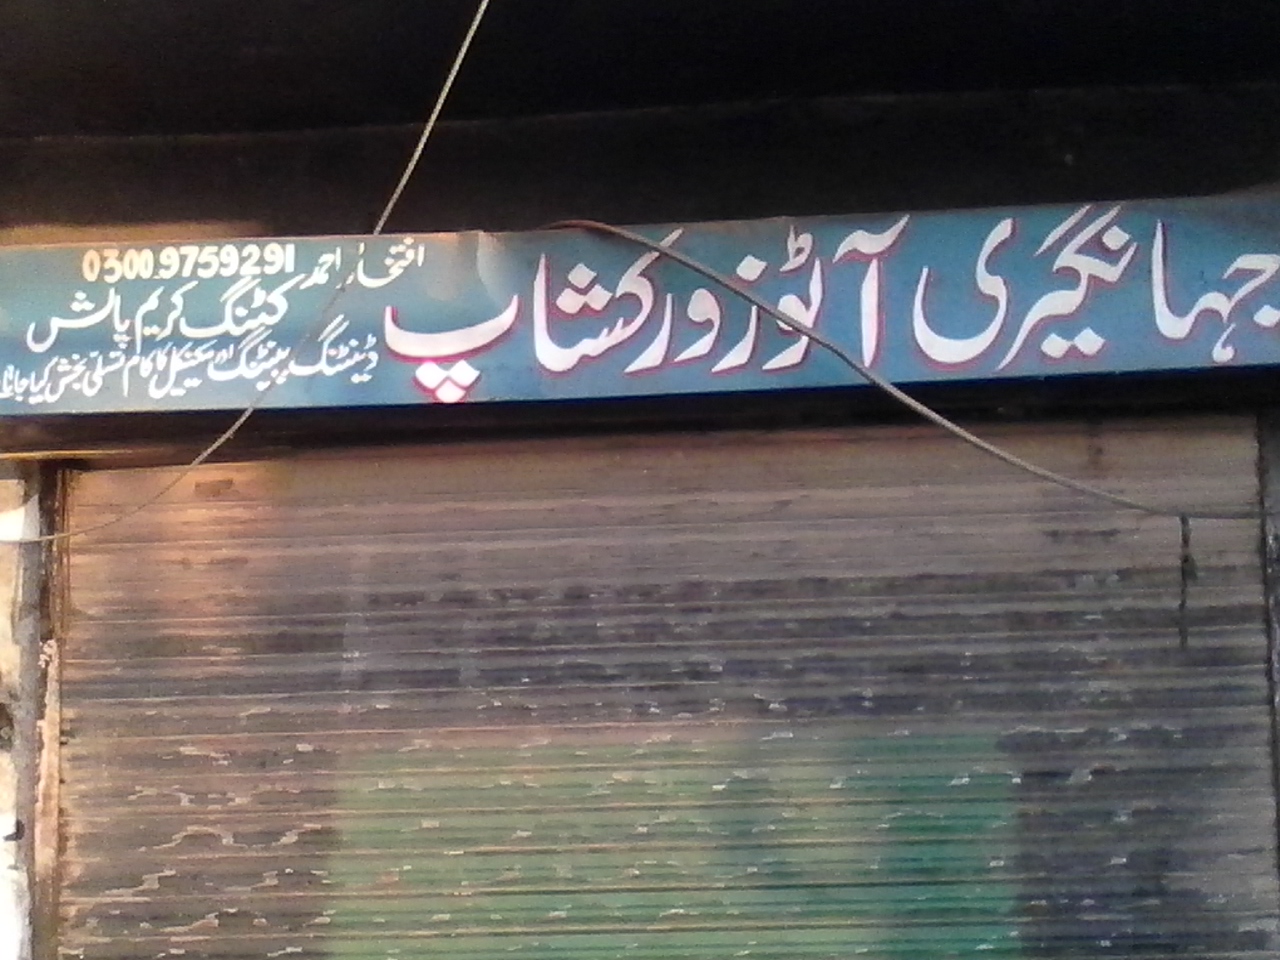 جہانگیری آٹوز ورکشاپ
افتخار احمد 0300.9759291
کٹنگ کریم پالش
ڈینٹنگ پینٹنگ اور مکینیکل کا کام تسلی بخش کیا جاتا